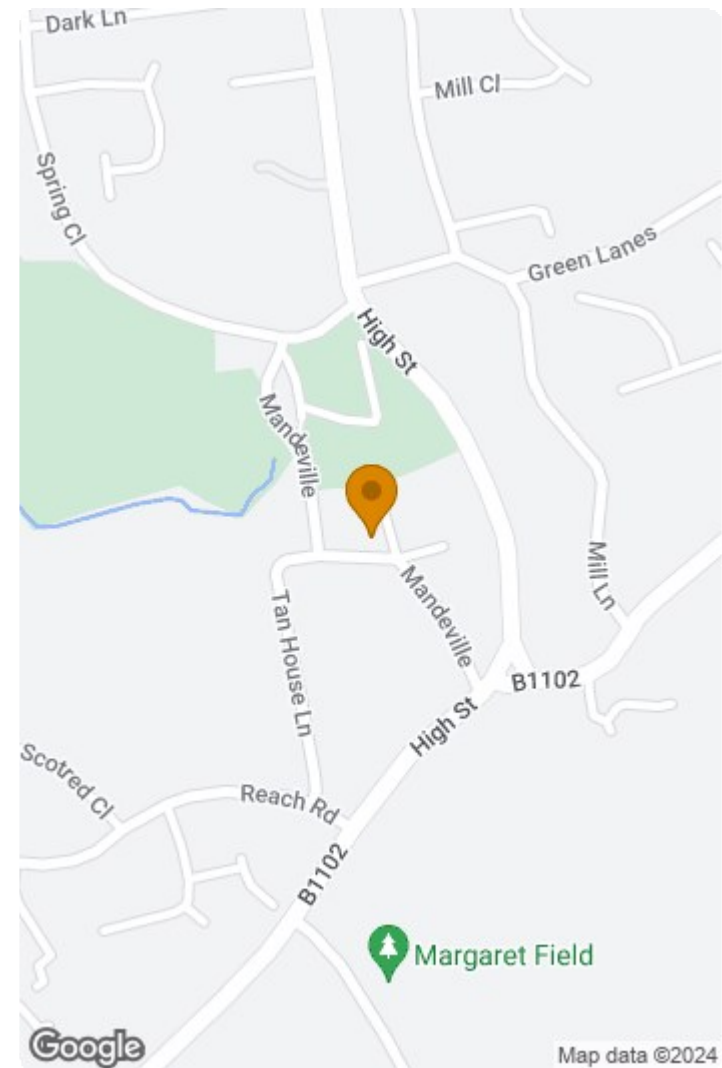 Dark Ln
Mill Cl
Spring Cl
Green Lanes
High St
Mandeville
Mill Ln
Mandeville
Tan House Ln
B1102
High St
Scotred Cl
Reach Rd
B1102
Margaret Field
Google
Map data ©2024